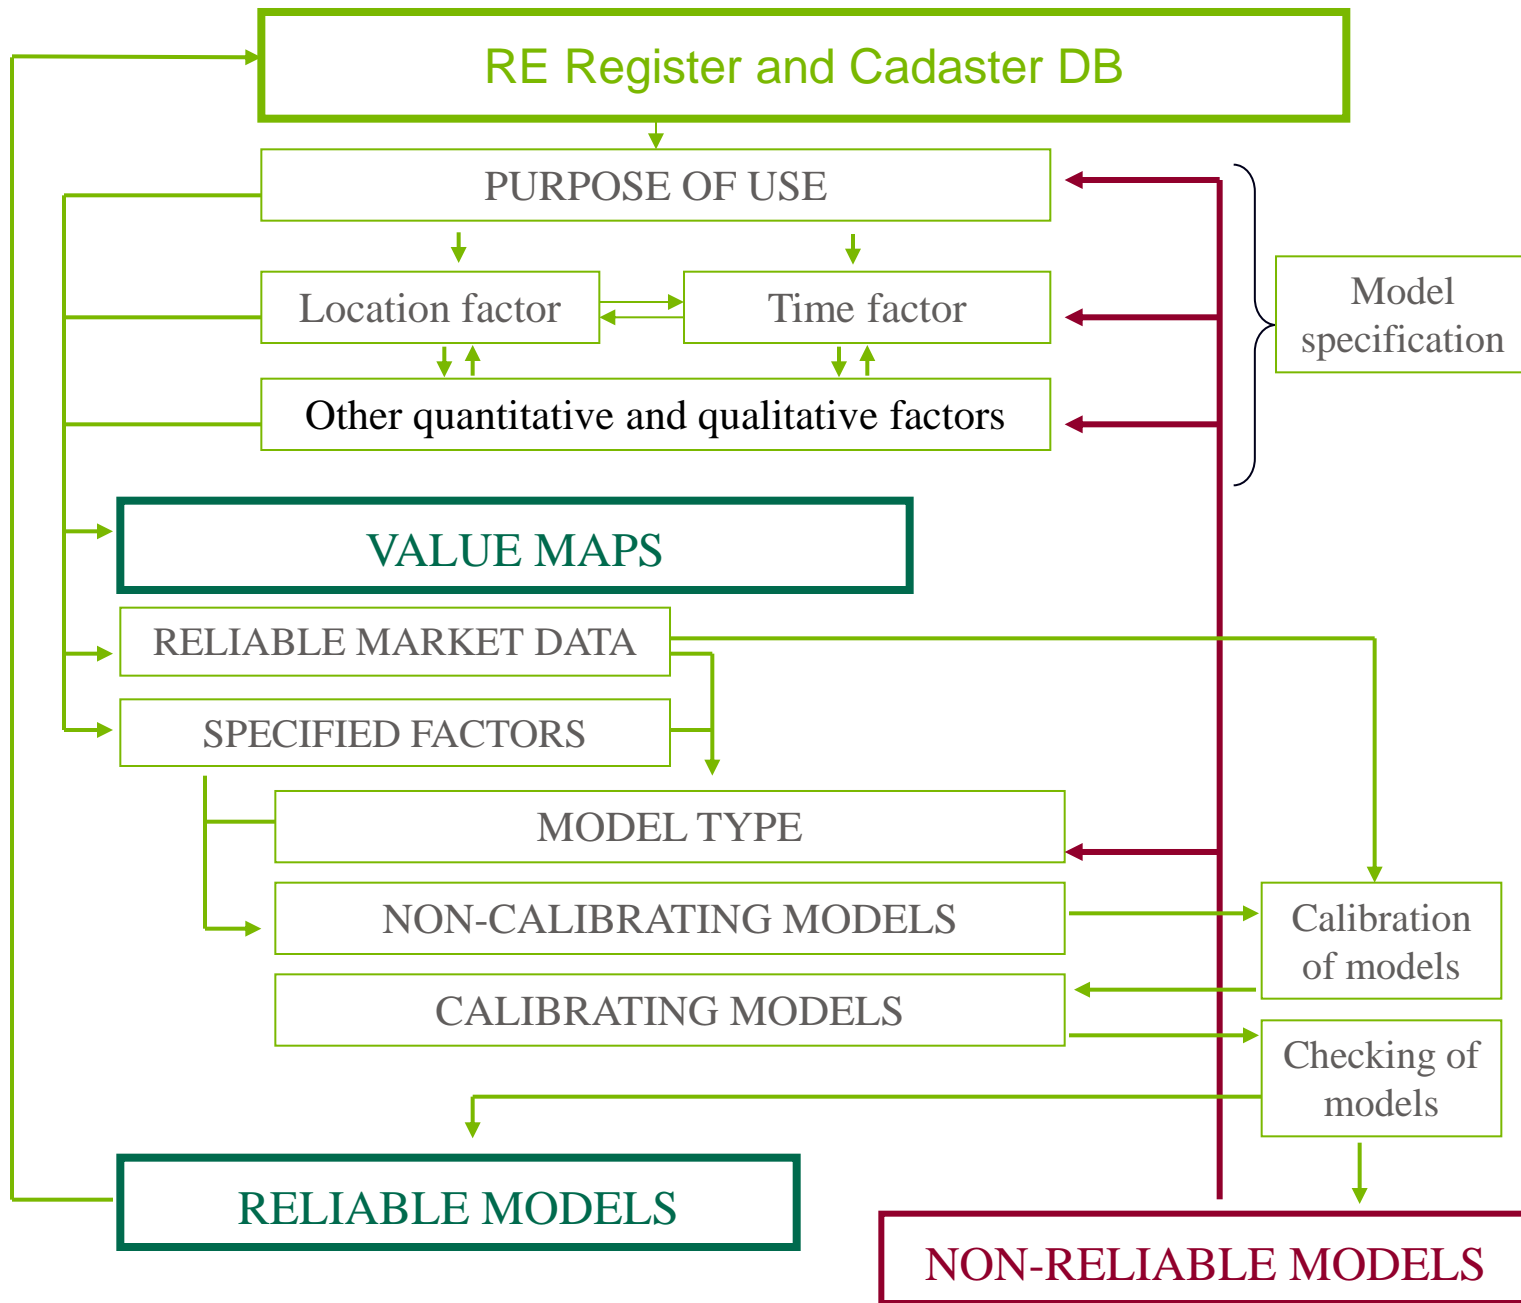 RE Register and Cadaster DB
PURPOSE OF USE
Location factor
Time factor
Model
specification
Other quantitative and qualitative factors
VALUE MAPS
RELIABLE MARKET DATA
SPECIFIED FACTORS
MODEL TYPE
NON-CALIBRATING MODELS
Calibration
of models
CALIBRATING MODELS
Checking of
models
RELIABLE MODELS
NON-RELIABLE MODELS